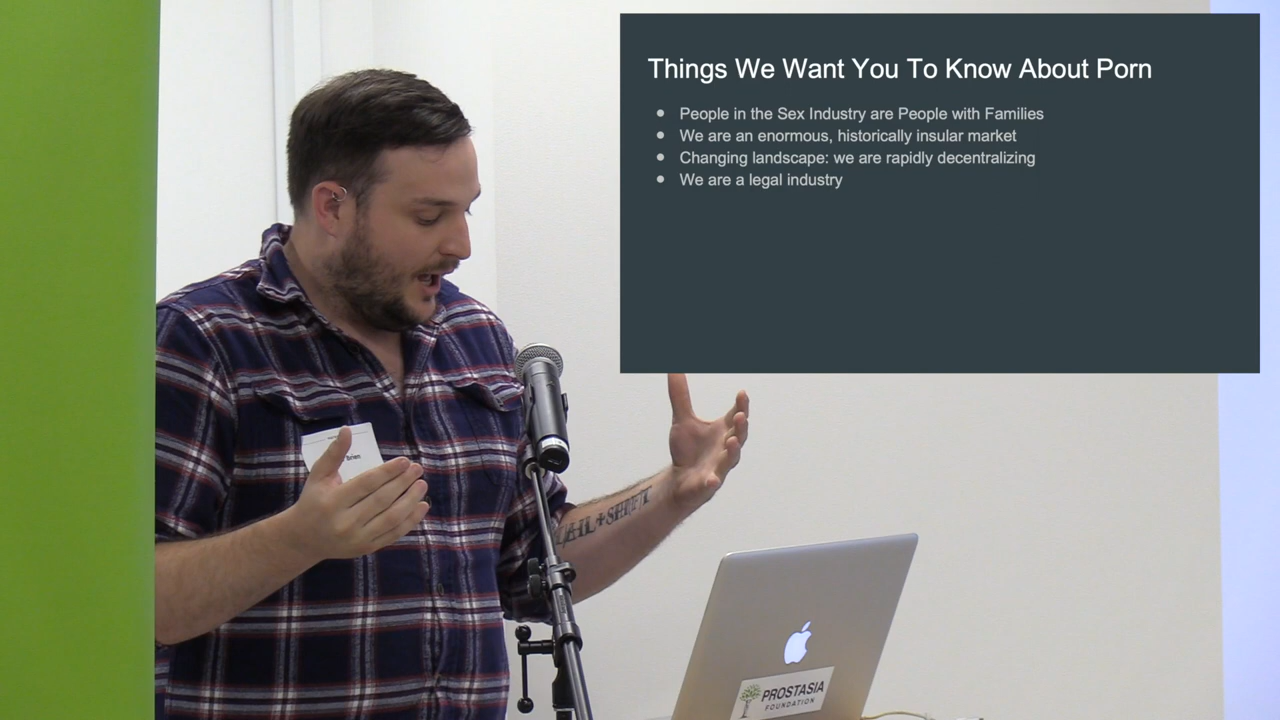 Things We Want You To Know About Porn
People in the Sex Industry are People with Families
We are an enormous, historically insular market
Changing landscape: we are rapidly decentralizing
We are a legal industry
Brien
PROSTASIA
FOUNDATION